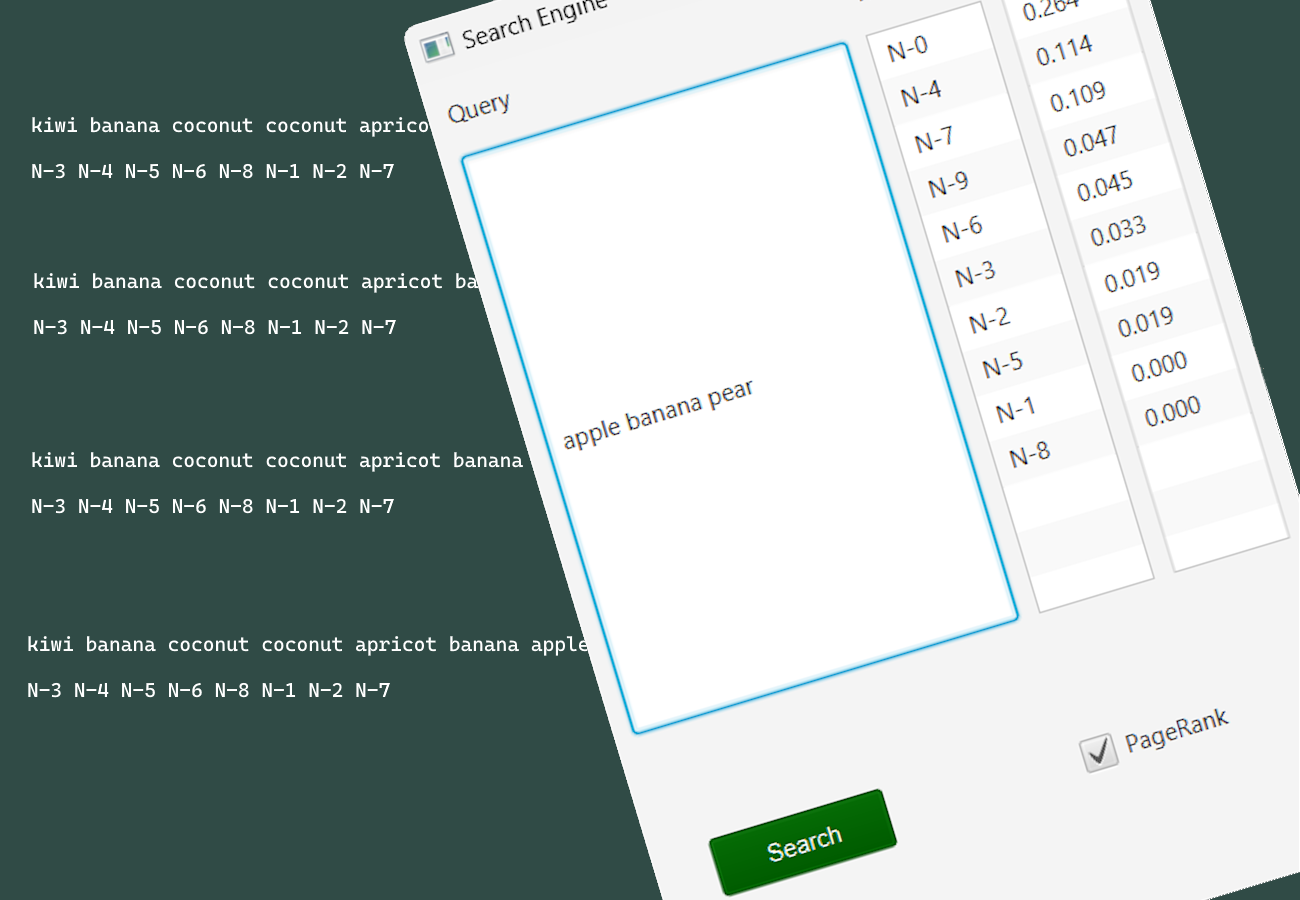 kiwi banana coconut coconut
N-3 N-4 N-5 N-6 N-8 N-1 N-2 N-7
kiwi banana coconut coconut apricot
N-3 N-4 N-5 N-6 N-8 N-1 N-2 N-7
kiwi banana coconut coconut apricot banana
N-3 N-4 N-5 N-6 N-8 N-1 N-2 N-7
kiwi banana coconut coconut apricot banana apple
N-3 N-4 N-5 N-6 N-8 N-1 N-2 N-7
Search Engine
Query
apple banana pear
N-0
N-4
N-7
N-9
N-6
N-3
N-2
N-5
N-1
N-8
0.264
0.114
0.109
0.047
0.045
0.033
0.019
0.019
0.000
0.000
PageRank
Search